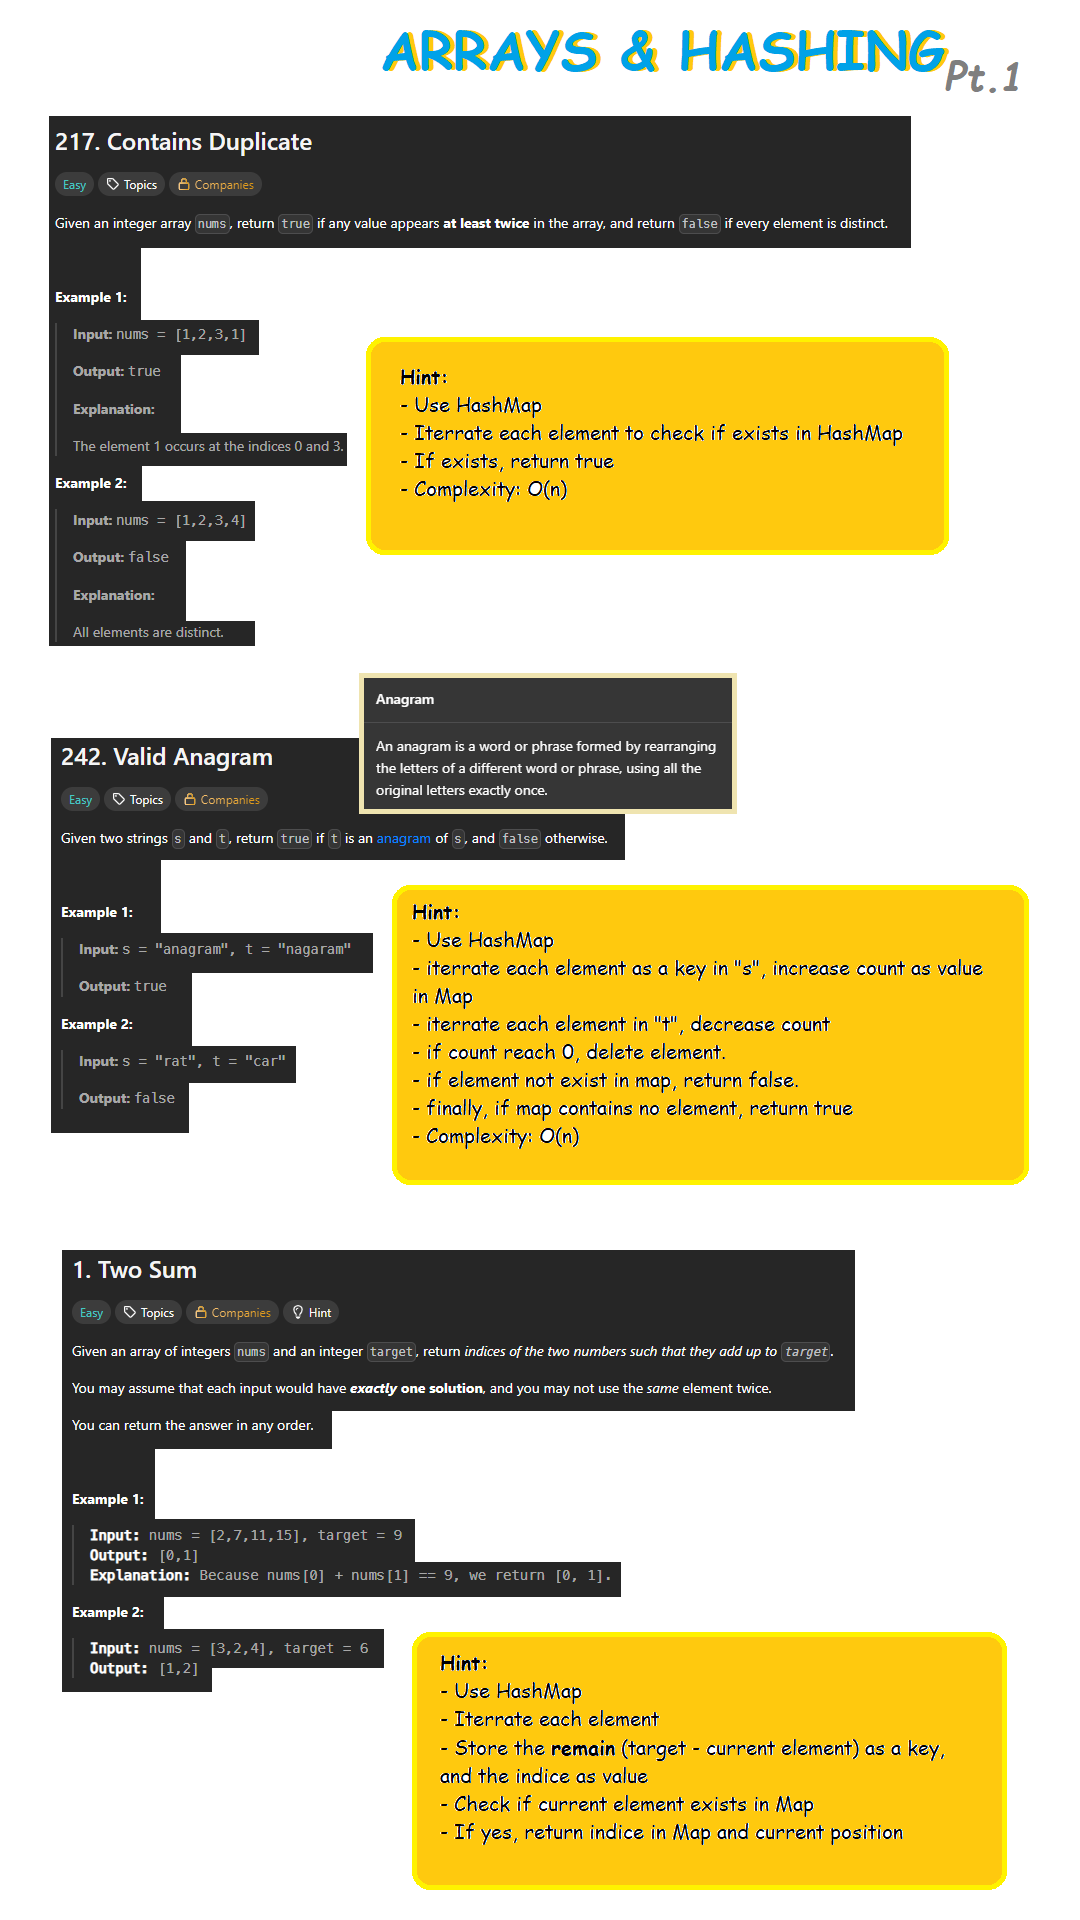 ARRAYS & HASHING
Pt.1
217. Contains Duplicate
Easy Topics Companies
Given an integer array nums, return true if any value appears at least twice in the array, and return false if every element is distinct.
Example 1:
Input: nums = [1,2,3,1]
Output: true
Explanation:
The element 1 occurs at the indices 0 and 3.
Example 2:
Input: nums = [1,2,3,4]
Output: false
Explanation:
All elements are distinct.
Hint:
- Use HashMap
- Iterrate each element to check if exists in HashMap
- If exists, return true
- Complexity: O(n)
Anagram
An anagram is a word or phrase formed by rearranging
the letters of a different word or phrase, using all the
original letters exactly once.
242. Valid Anagram
Easy Topics Companies
Given two strings s and t, return true if t is an anagram of s, and false otherwise.
Example 1:
Input: s = "anagram", t = "nagaram"
Output: true
Example 2:
Input: s = "rat", t = "car"
Output: false
Hint:
- Use HashMap
- iterrate each element as a key in "s", increase count as value
in Map
- iterrate each element in "t", decrease count
- if count reach 0, delete element.
- if element not exist in map, return false.
- finally, if map contains no element, return true
- Complexity: O(n)
1. Two Sum
Easy Topics Companies Hint
Given an array of integers nums and an integer target, return indices of the two numbers such that they add up to target.
You may assume that each input would have exactly one solution, and you may not use the same element twice.
You can return the answer in any order.
Example 1:
Input: nums = [2,7,11,15], target = 9
Output: [0,1]
Explanation: Because nums[0] + nums[1] == 9, we return [0, 1].
Example 2:
Input: nums = [3,2,4], target = 6
Output: [1,2]
Hint:
- Use HashMap
- Iterrate each element
- Store the remain (target - current element) as a key,
and the indice as value
- Check if current element exists in Map
- If yes, return indice in Map and current position